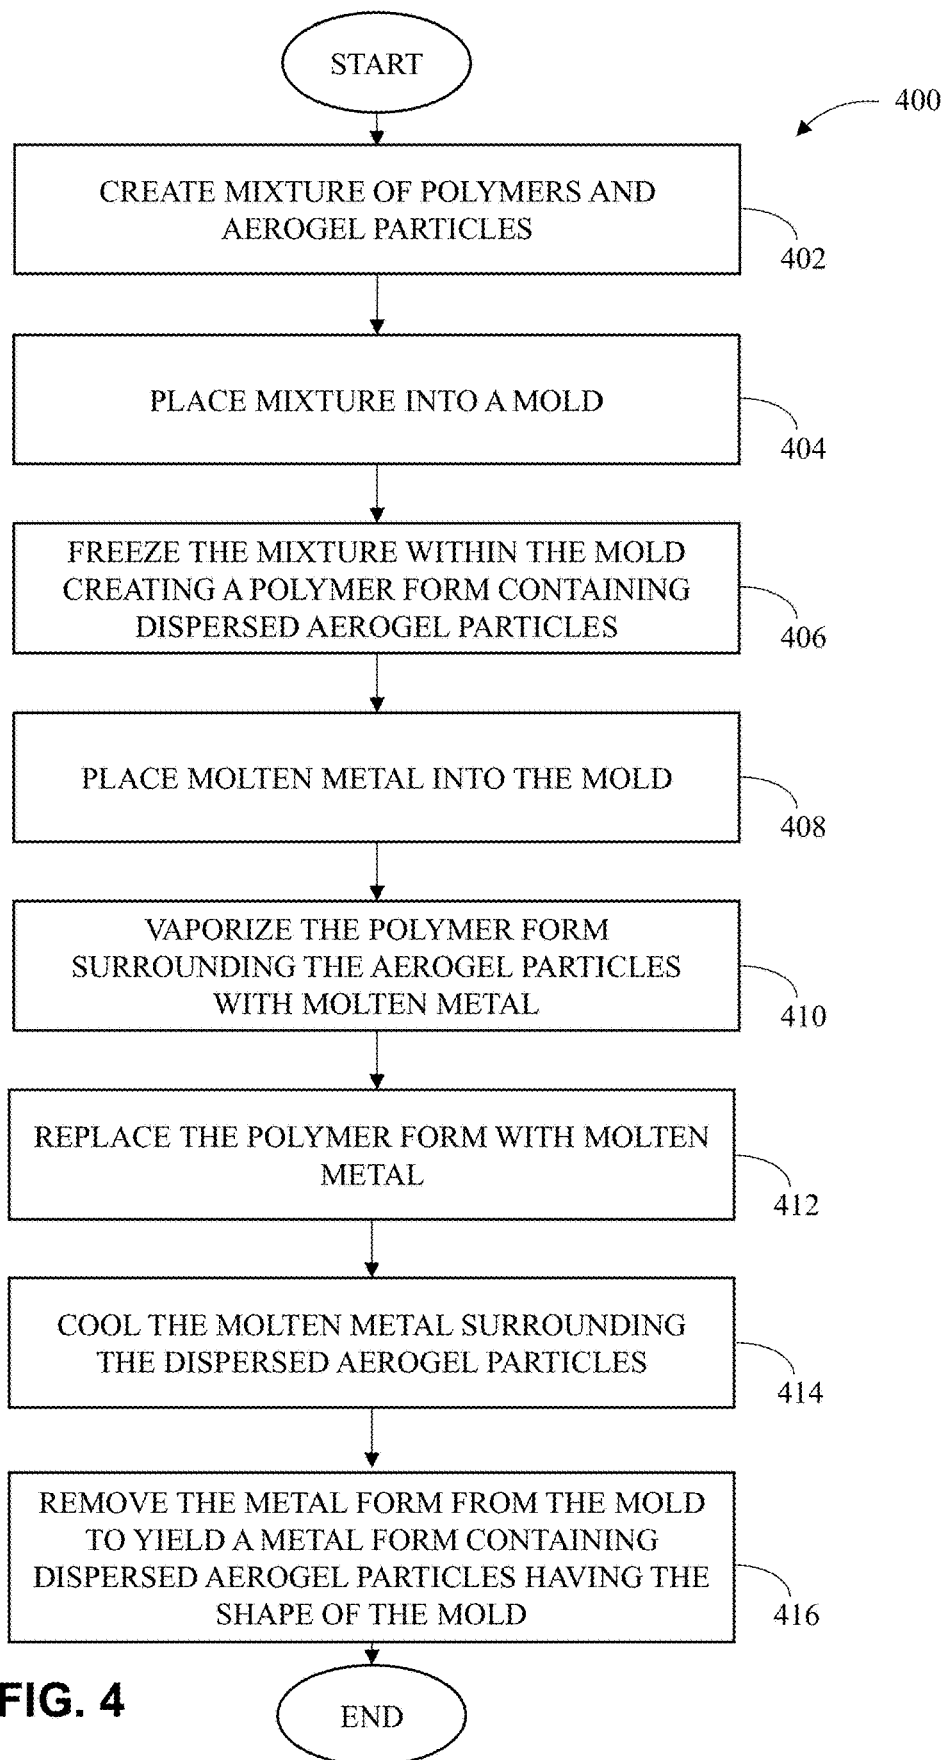 START
400
CREATE MIXTURE OF POLYMERS AND
AEROGEL PARTICLES
402
PLACE MIXTURE INTO A MOLD
404
FREEZE THE MIXTURE WITHIN THE MOLD
CREATING A POLYMER FORM CONTAINING
DISPERSED AEROGEL PARTICLES
406
PLACE MOLTEN METAL INTO THE MOLD
408
VAPORIZE THE POLYMER FORM
SURROUNDING THE AEROGEL PARTICLES
WITH MOLTEN METAL
410
REPLACE THE POLYMER FORM WITH MOLTEN
METAL
412
COOL THE MOLTEN METAL SURROUNDING
THE DISPERSED AEROGEL PARTICLES
414
REMOVE THE METAL FORM FROM THE MOLD
TO YIELD A METAL FORM CONTAINING
DISPERSED AEROGEL PARTICLES HAVING THE
SHAPE OF THE MOLD
416
FIG. 4
END